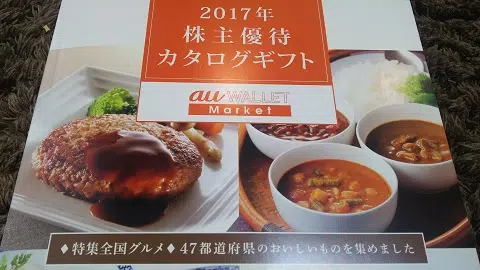 2017年
株主優待
カタログギフト
au WALLET
Market
◆特集全国グルメ◆47都道府県のおいしいものを集めました